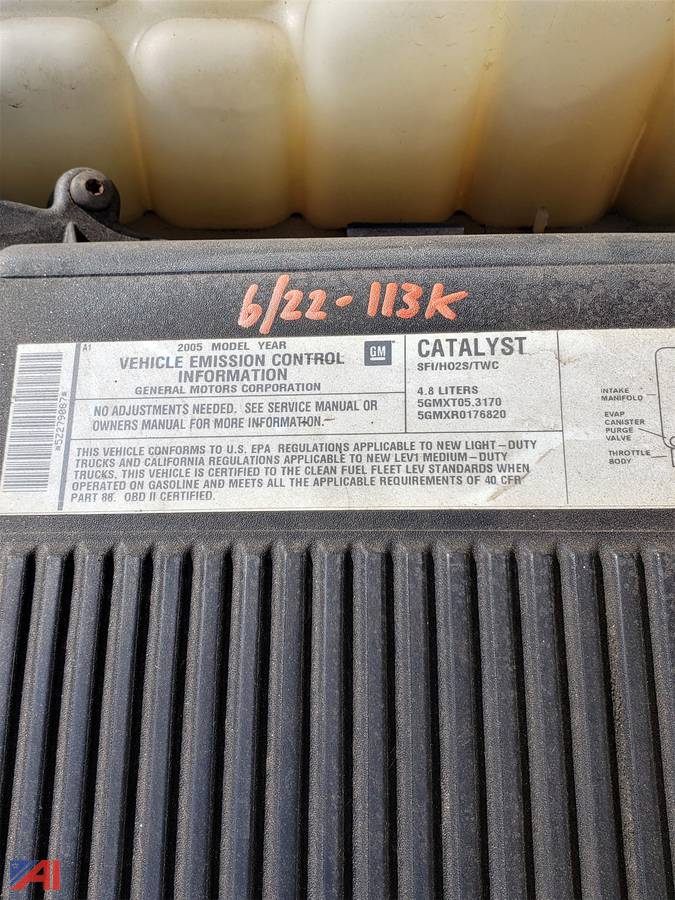 6/22-113K
A1
2005 MODEL YEAR
VEHICLE EMISSION CONTROL
INFORMATION
GENERAL MOTORS CORPORATION
GM
NO ADJUSTMENTS NEEDED. SEE SERVICE MANUAL OR
OWNERS MANUAL FOR MORE INFORMATION.
CATALYST
SFI/HO2S/TWC
4.8 LITERS
5GMXT05.3170
5GMXR0176820
THIS VEHICLE CONFORMS TO U.S. EPA REGULATIONS APPLICABLE TO NEW LIGHT-DUTY
TRUCKS AND CALIFORNIA REGULATIONS APPLICABLE TO NEW LEV1 MEDIUM-DUTY
TRUCKS. THIS VEHICLE IS CERTIFIED TO THE CLEAN FUEL FLEET LEV STANDARDS WHEN
OPERATED ON GASOLINE AND MEETS ALL THE APPLICABLE REQUIREMENTS OF 40 CFR
PART 86. OBD II CERTIFIED.
*5Z279087*
INTAKE
MANIFOLD
EVAP
CANISTER
PURGE
VALVE
THROTTLE
BODY
AI